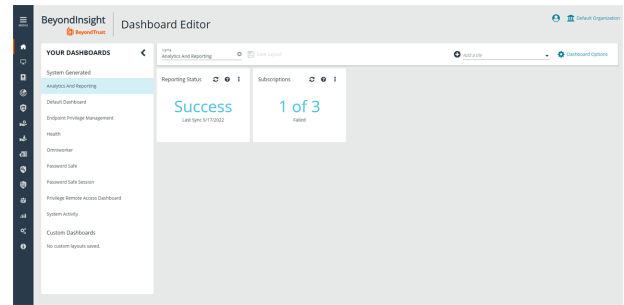 MENU
BeyondInsight
BeyondTrust
Dashboard Editor
Default Organization
YOUR DASHBOARDS
System Generated
Analytics And Reporting
Default Dashboard
Endpoint Privilege Management
Health
Omniworker
Password Safe
Password Safe Session
Privilege Remote Access Dashboard
System Activity
Custom Dashboards
No custom layouts saved.
Name
Analytics And Reporting
Save Layout
Add a tile
Dashboard Options
Reporting Status
Success
Last Sync 5/17/2022
Subscriptions
1 of 3
Failed